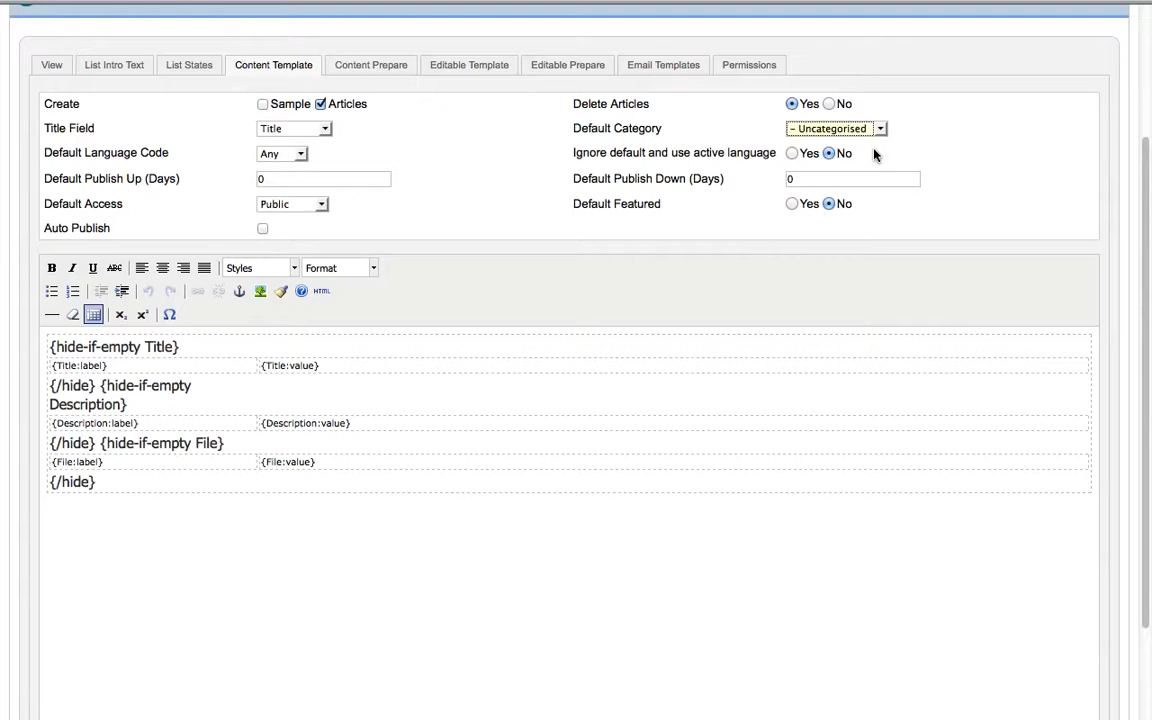 View List Intro Text List States Content Template Content Prepare Editable Template Editable Prepare Email Templates Permissions
Create Sample Articles Delete Articles Yes No
Title Field Title Default Category – Uncategorised
Default Language Code Any Ignore default and use active language Yes No
Default Publish Up (Days) 0 Default Publish Down (Days) 0
Default Access Public Default Featured Yes No
Auto Publish
B I U ABC Styles Format
HTML
X₂ X² Ω
{hide-if-empty Title}
{Title:label} {Title:value}
{/hide} {hide-if-empty
Description}
{Description:label} {Description:value}
{/hide} {hide-if-empty File}
{File:label} {File:value}
{/hide}